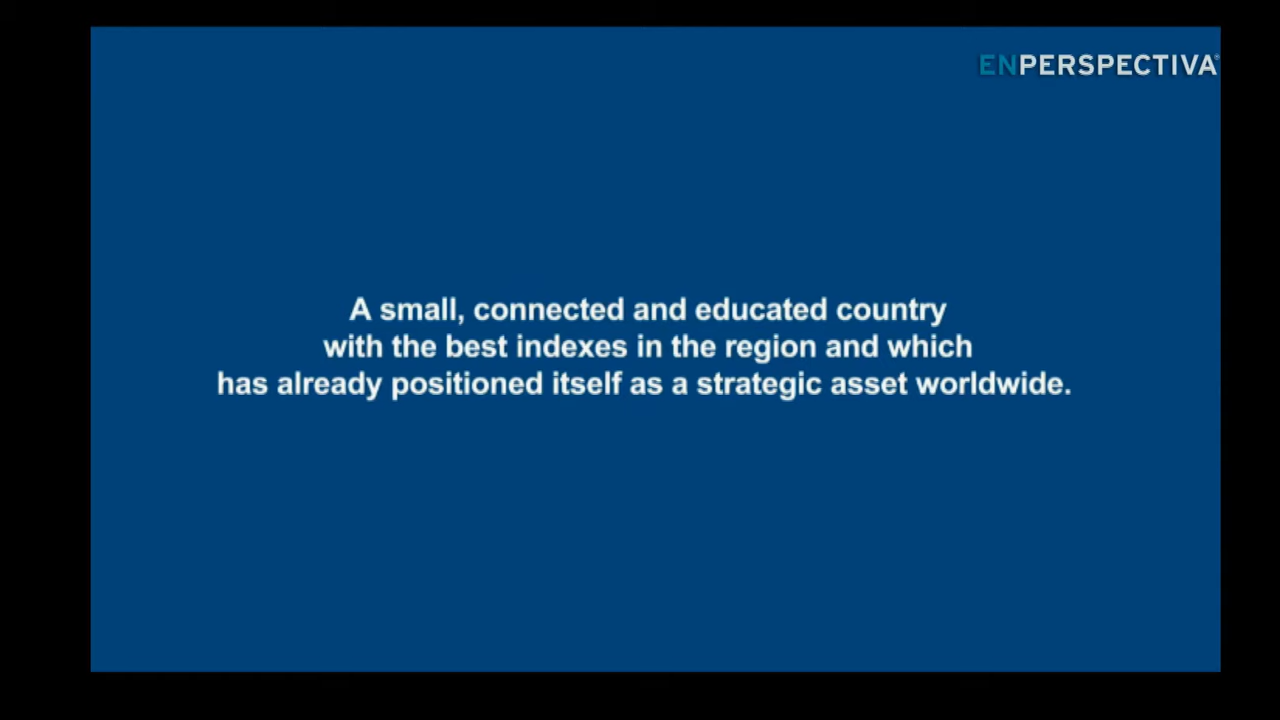 ENPERSPECTIVA®
A small, connected and educated country
with the best indexes in the region and which
has already positioned itself as a strategic asset worldwide.